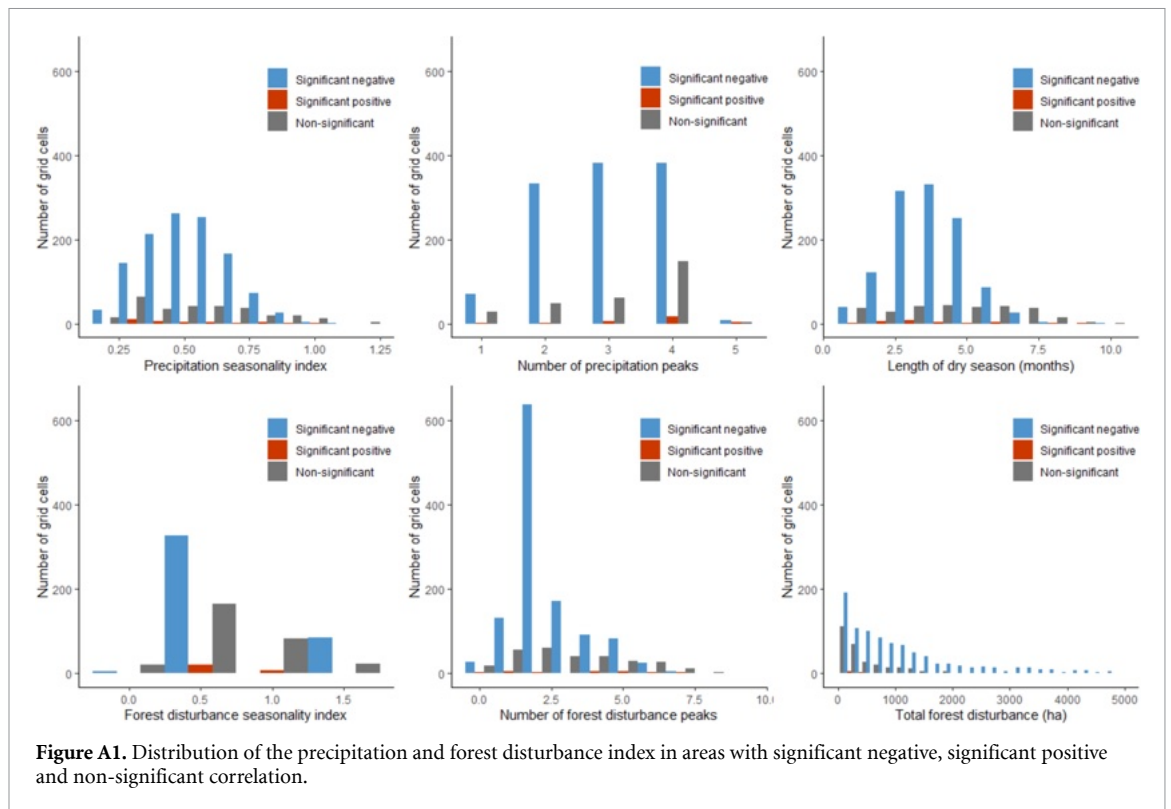 600
400
200
0
Number of grid cells
Significant negative
Significant positive
Non-significant
0.25 0.50 0.75 1.00 1.25
Precipitation seasonality index
600
400
200
0
Number of grid cells
Significant negative
Significant positive
Non-significant
1 2 3 4 5
Number of precipitation peaks
600
400
200
0
Number of grid cells
Significant negative
Significant positive
Non-significant
0.0 2.5 5.0 7.5 10.0
Length of dry season (months)
600
400
200
0
Number of grid cells
Significant negative
Significant positive
Non-significant
0.0 0.5 1.0 1.5
Forest disturbance seasonality index
600
400
200
0
Number of grid cells
Significant negative
Significant positive
Non-significant
0.0 2.5 5.0 7.5 10.
Number of forest disturbance peaks
600
400
200
0
Number of grid cells
Significant negative
Significant positive
Non-significant
0 1000 2000 3000 4000 5000
Total forest disturbance (ha)
Figure A1. Distribution of the precipitation and forest disturbance index in areas with significant negative, significant positive
and non-significant correlation.